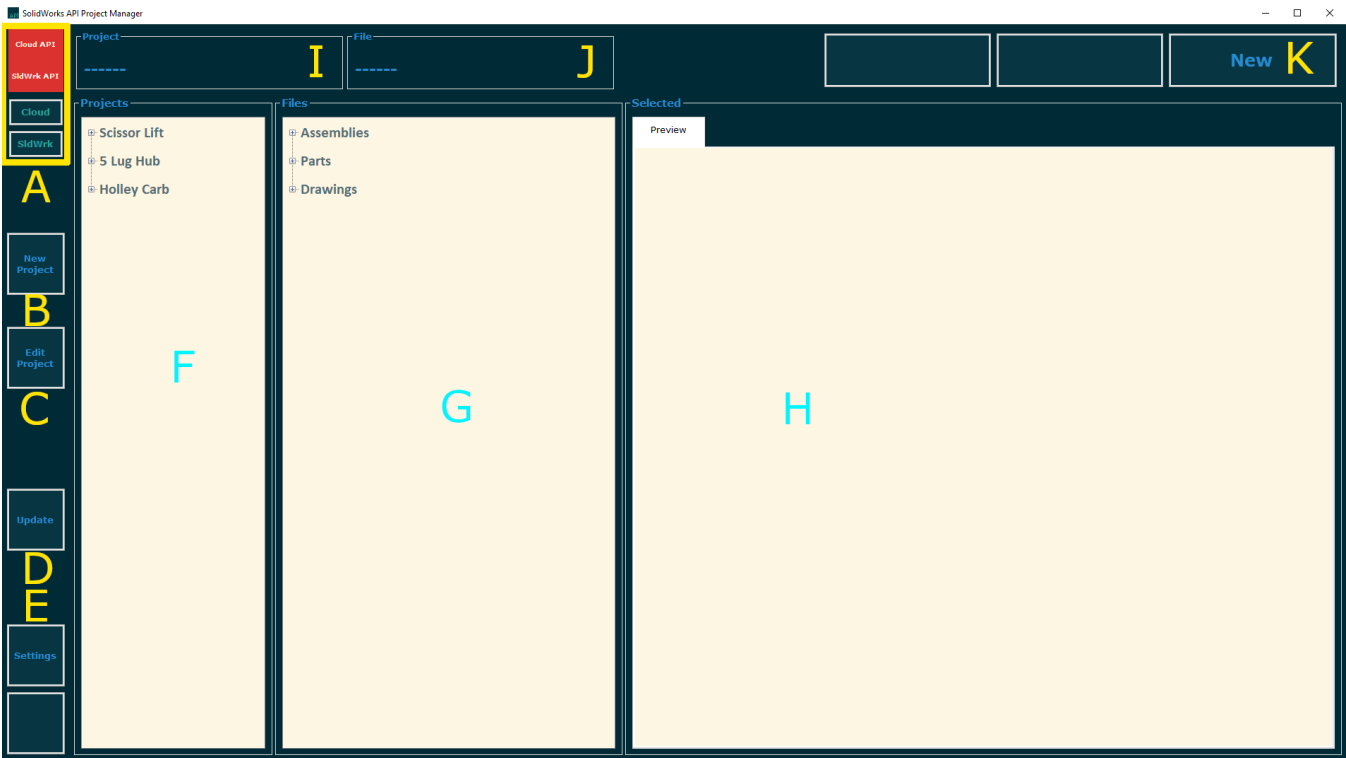 SolidWorks API Project Manager
Cloud API
SldWrk API
Cloud
SldWrk
A
New
Project
B
Edit
Project
C
Update
D
E
Settings
Project
------
I
File
------
J
New K
Projects
Scissor Lift
5 Lug Hub
Holley Carb
F
Files
Assemblies
Parts
Drawings
G
Selected
Preview
H